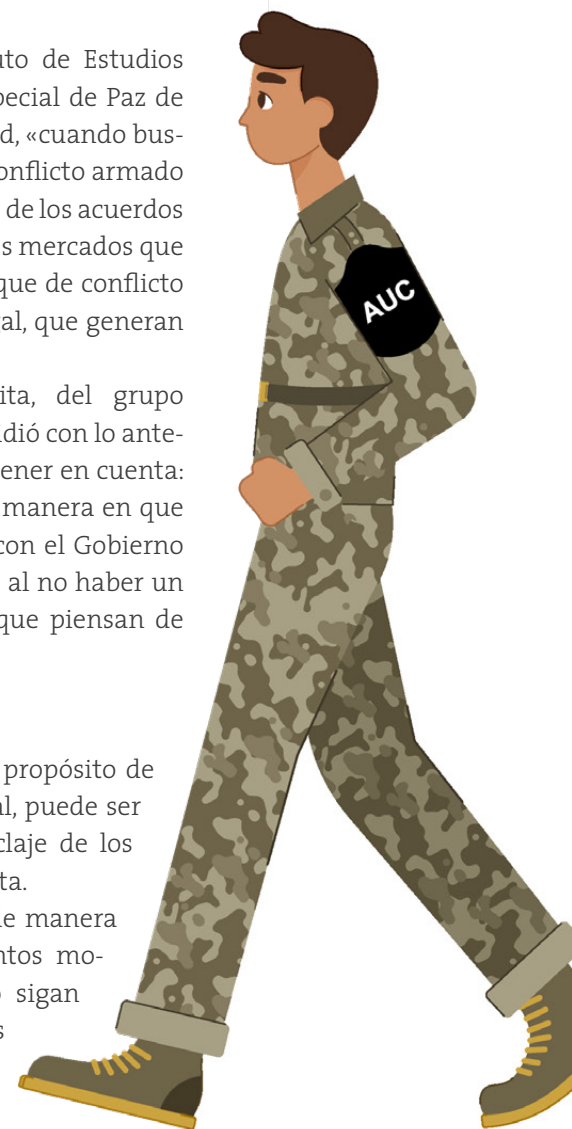 uto de Estudios
pecial de Paz de
d, «cuando bus-
onflicto armado
de los acuerdos
s mercados que
que de conflicto
gal, que generan
ita, del grupo
idió con lo ante-
ener en cuenta:
manera en que
con el Gobierno
al no haber un
que piensan de
propósito de
al, puede ser
claje de los
ta.
de manera
ntos mo-
o sigan
s
AUC